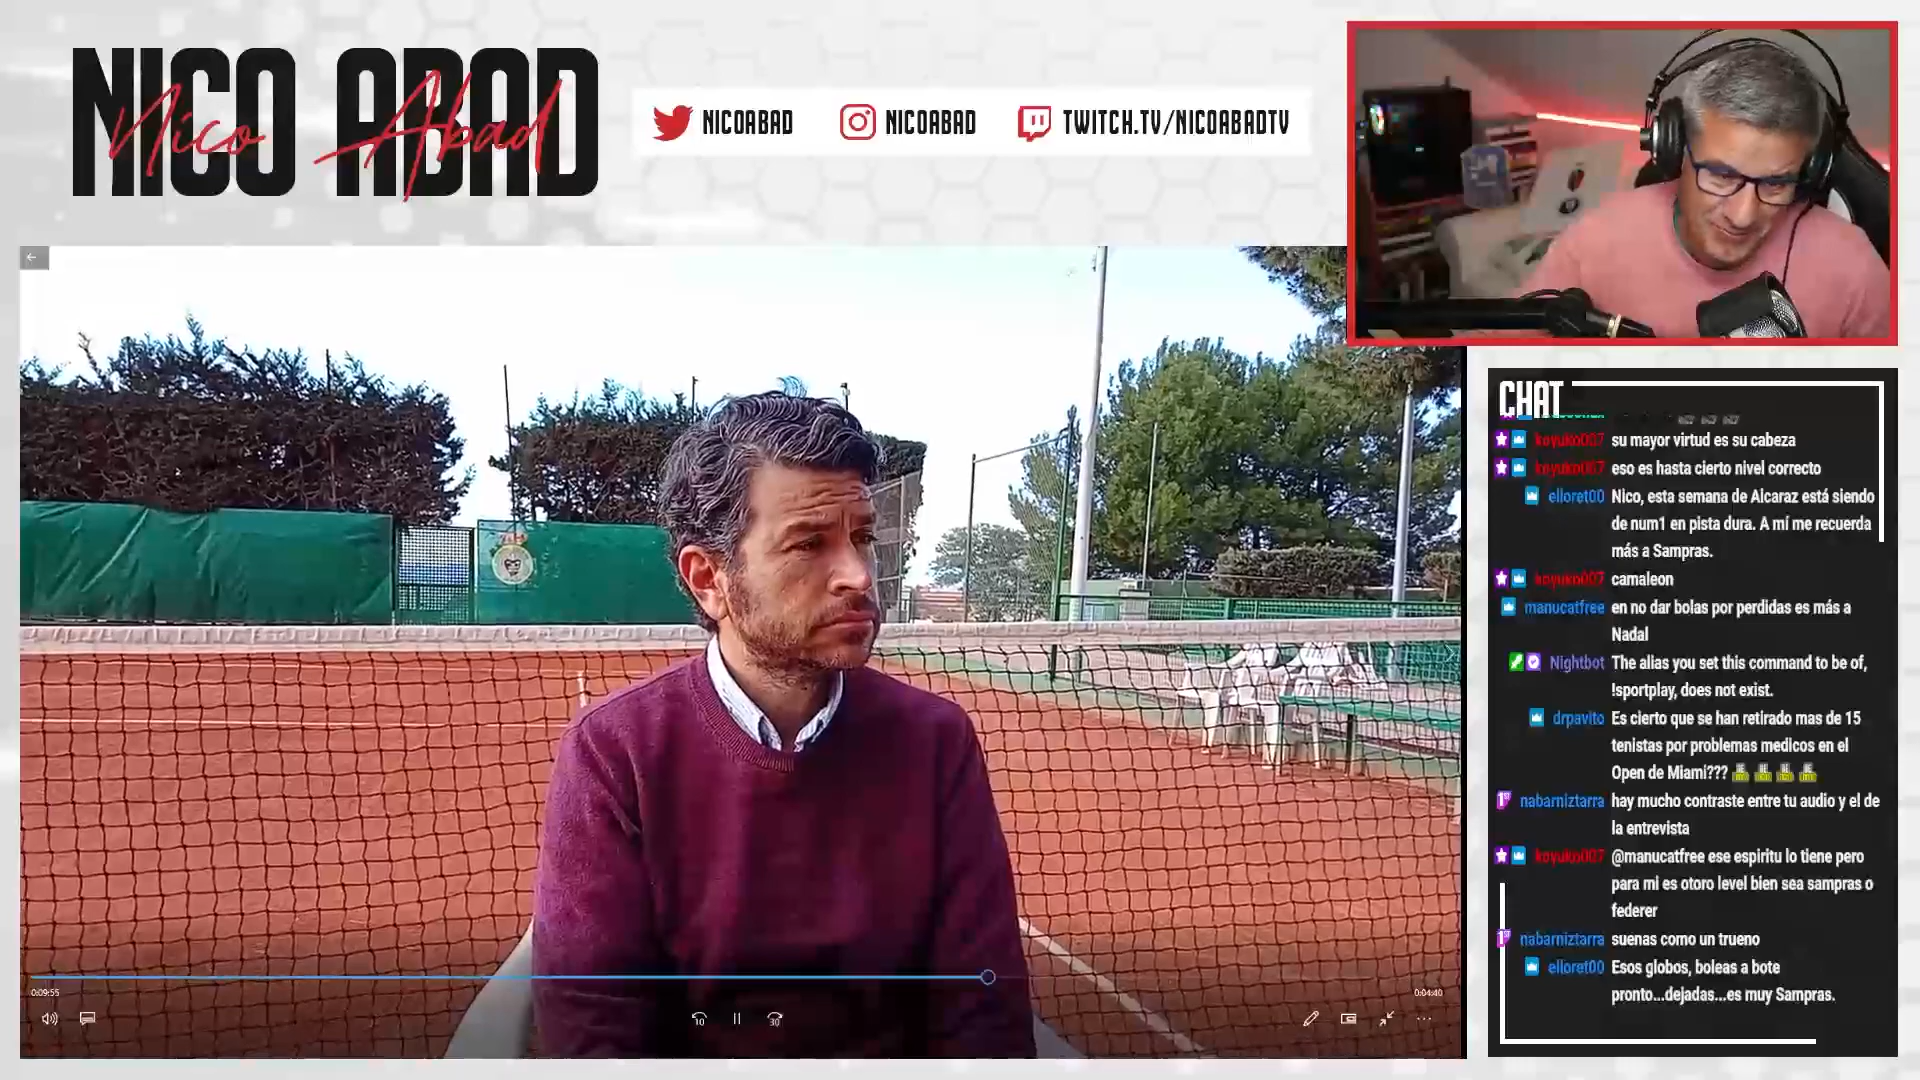 NICO ABAD
Nico Abad
NICOABAD
NICOABAD
TWITCH.TV/NICOABADTV
CHAT
koyuko007 su mayor virtud es su cabeza
koyuko007 eso es hasta cierto nivel correcto
elloret00 Nico, esta semana de Alcaraz está siendo
de num1 en pista dura. A mí me recuerda
más a Sampras.
koyuko007 camaleon
manucatfree en no dar bolas por perdidas es más a
Nadal
Nightbot The alias you set this command to be of,
!sportplay, does not exist.
drpavito Es cierto que se han retirado mas de 15
tenistas por problemas medicos en el
Open de Miami???
nabarniztarra hay mucho contraste entre tu audio y el de
la entrevista
koyuko007 @manucatfree ese espiritu lo tiene pero
para mi es otoro level bien sea sampras o
federer
nabarniztarra suenas como un trueno
elloret00 Esos globos, boleas a bote
pronto...dejadas...es muy Sampras.
0:09:55
0:04:40
10
30